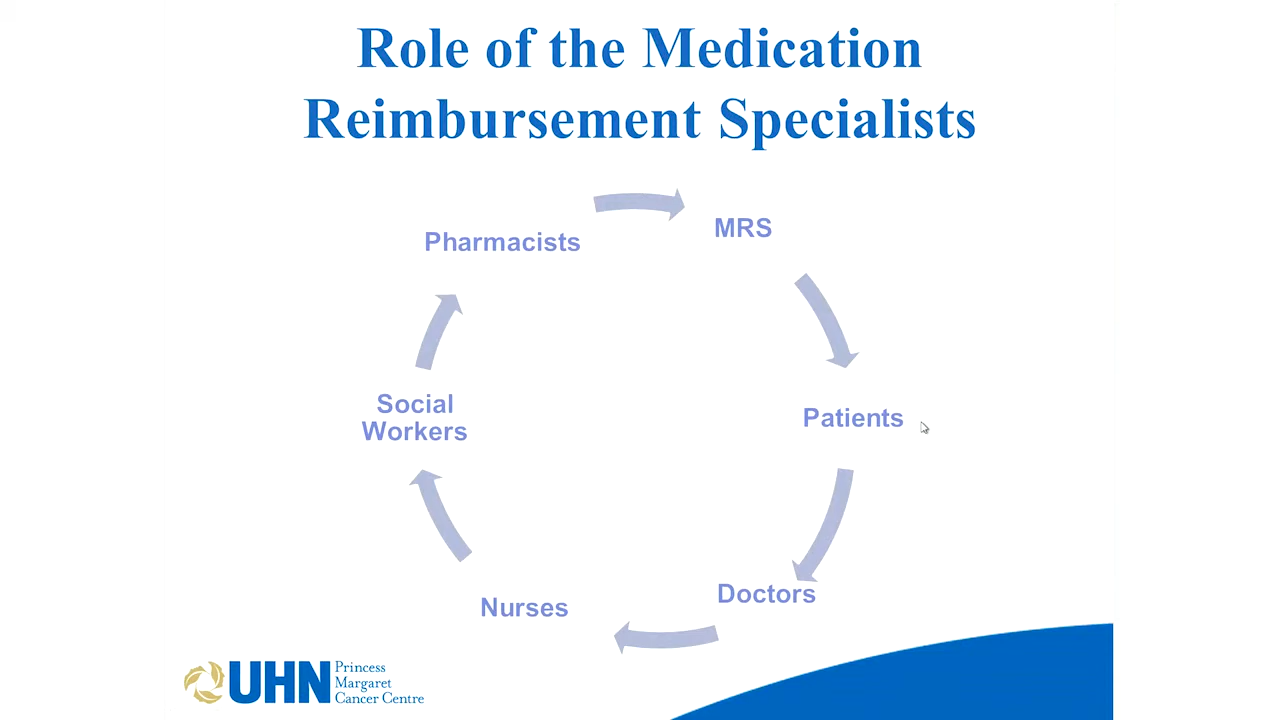 Role of the Medication
Reimbursement Specialists
MRS
Patients
Doctors
Nurses
Social
Workers
Pharmacists
UHN
Princess
Margaret
Cancer Centre